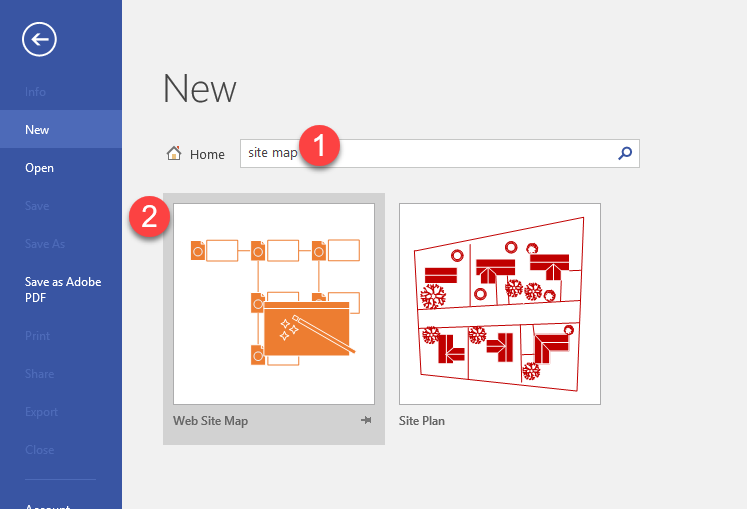 Info
New
Open
Save
Save As
Save as Adobe
PDF
Print
Share
Export
Close
Account
New
Home
site map
1
2
Web Site Map
Site Plan